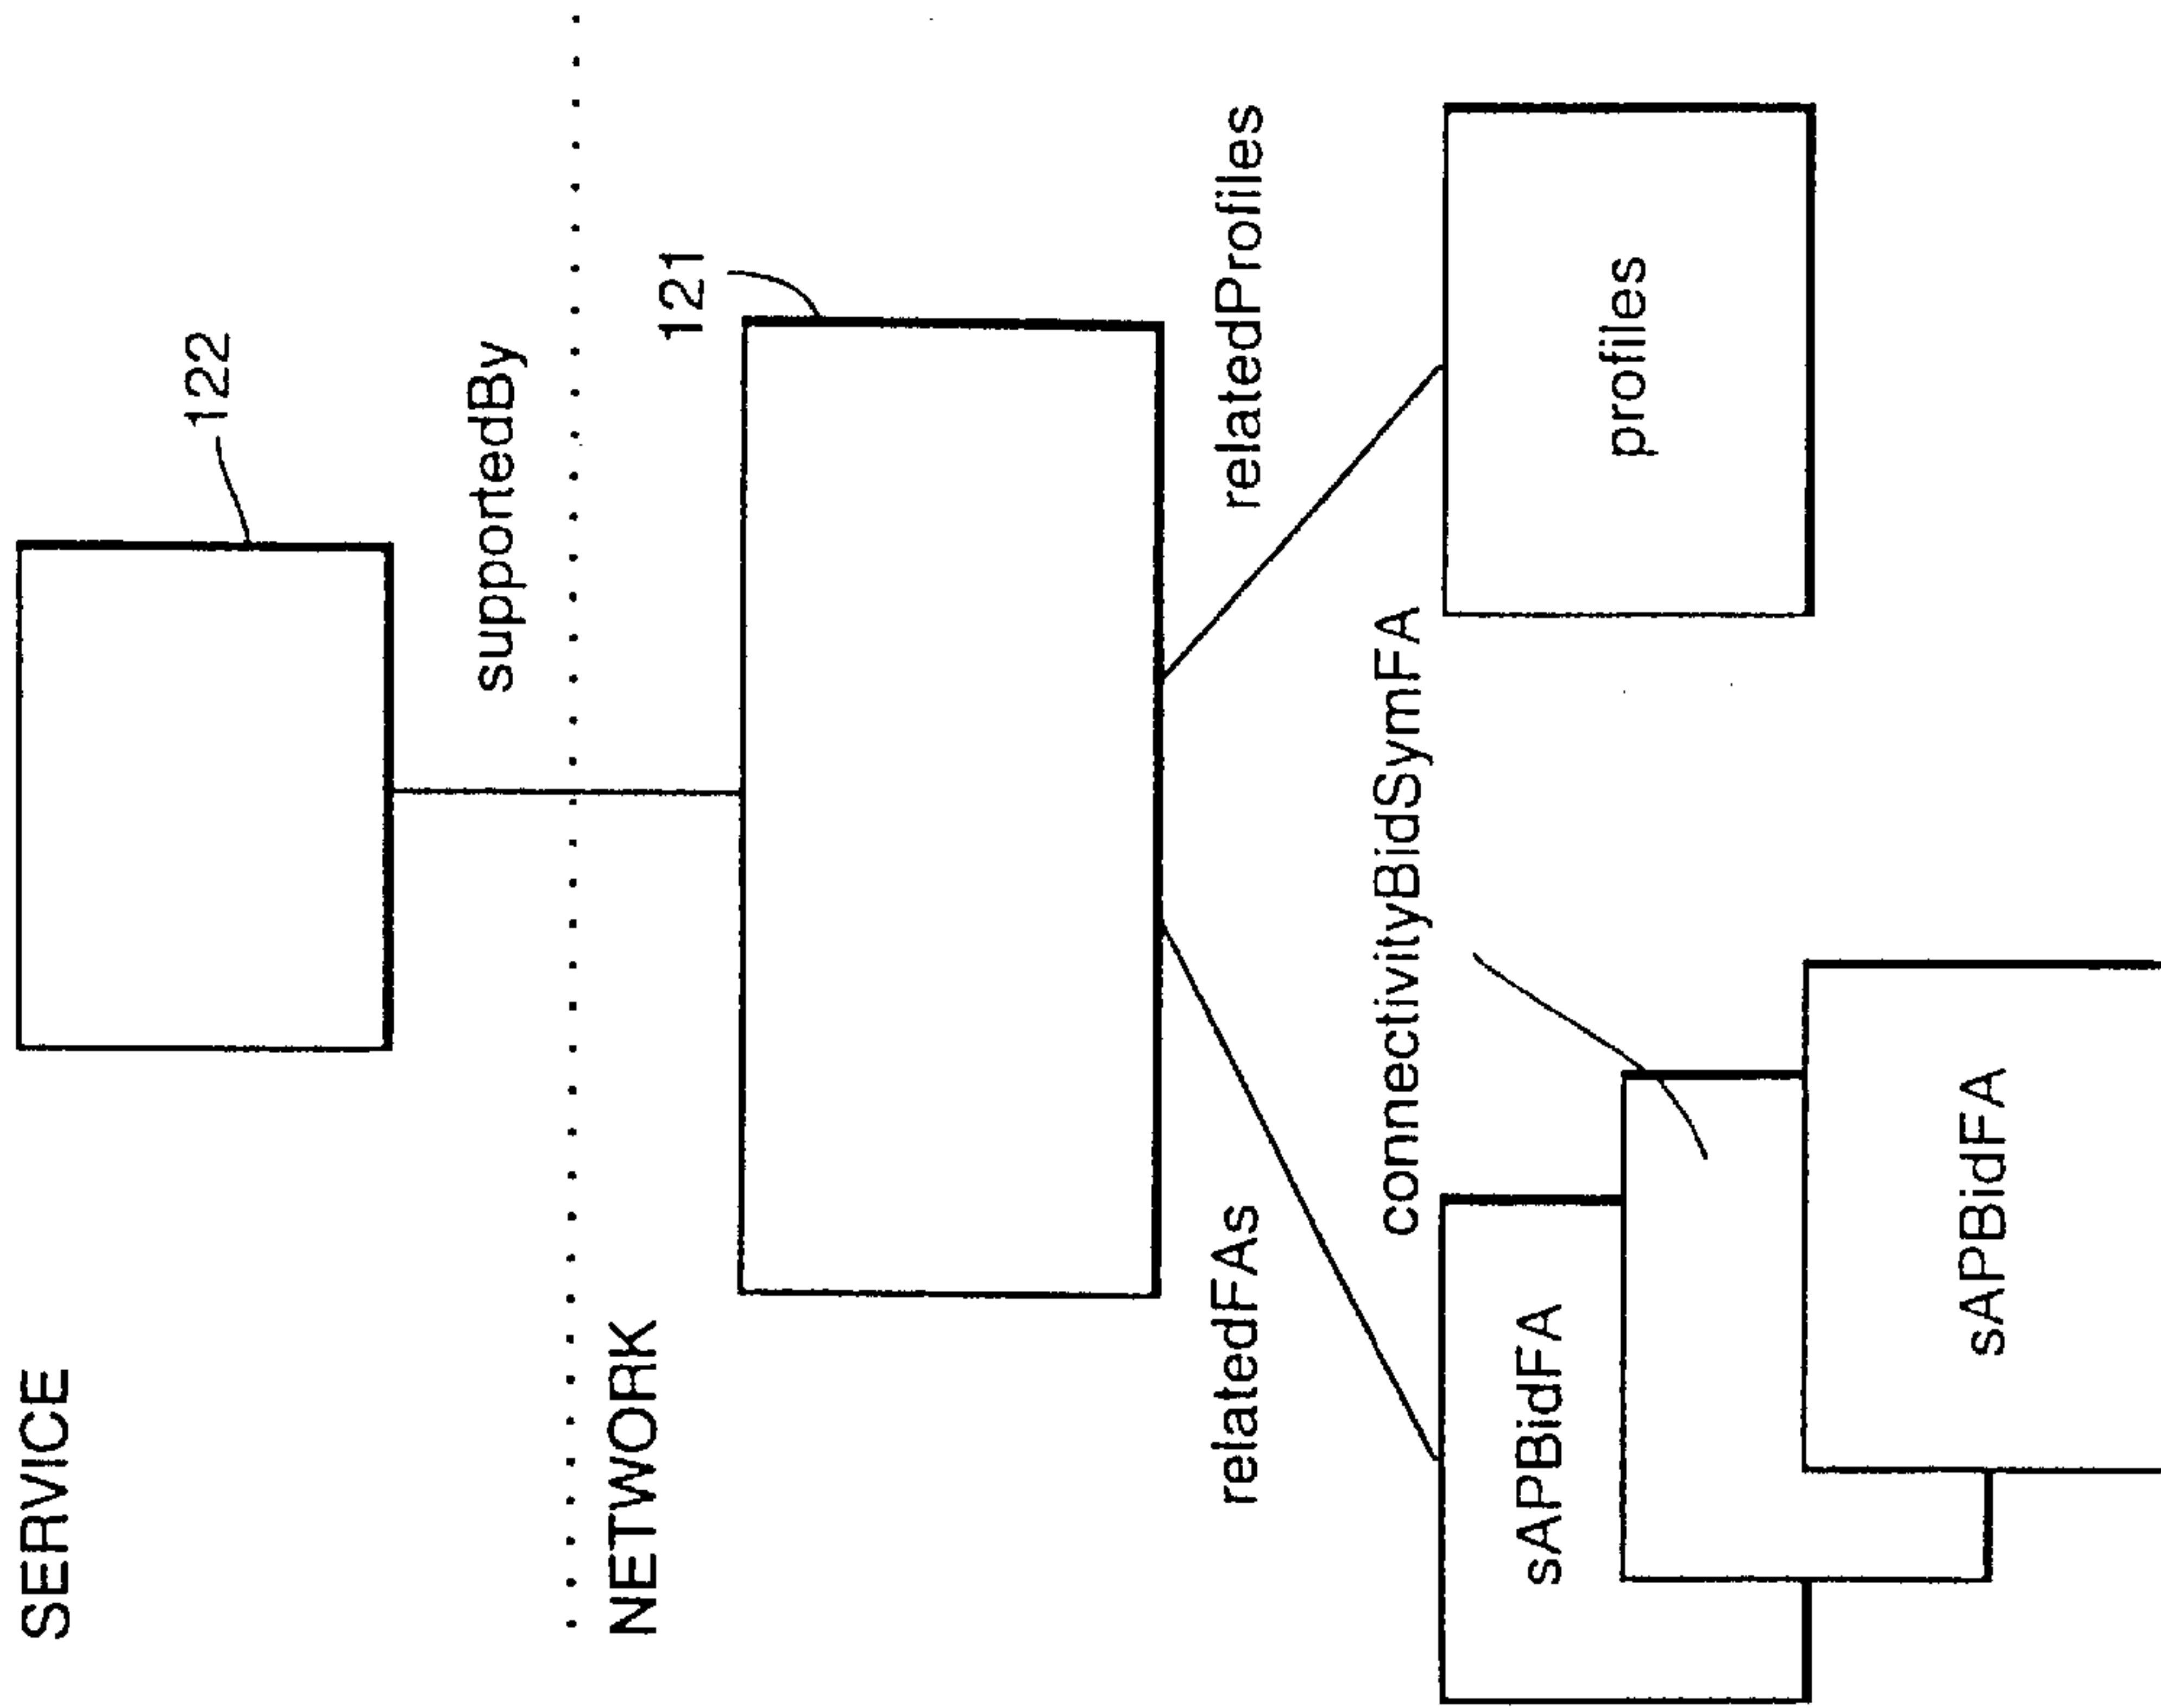 SERVICE
122
supportedBy
NETWORK
121
relatedFAs
relatedProfiles
connectivityBidSymFA
sAPBidFA
sAPBidFA
profiles